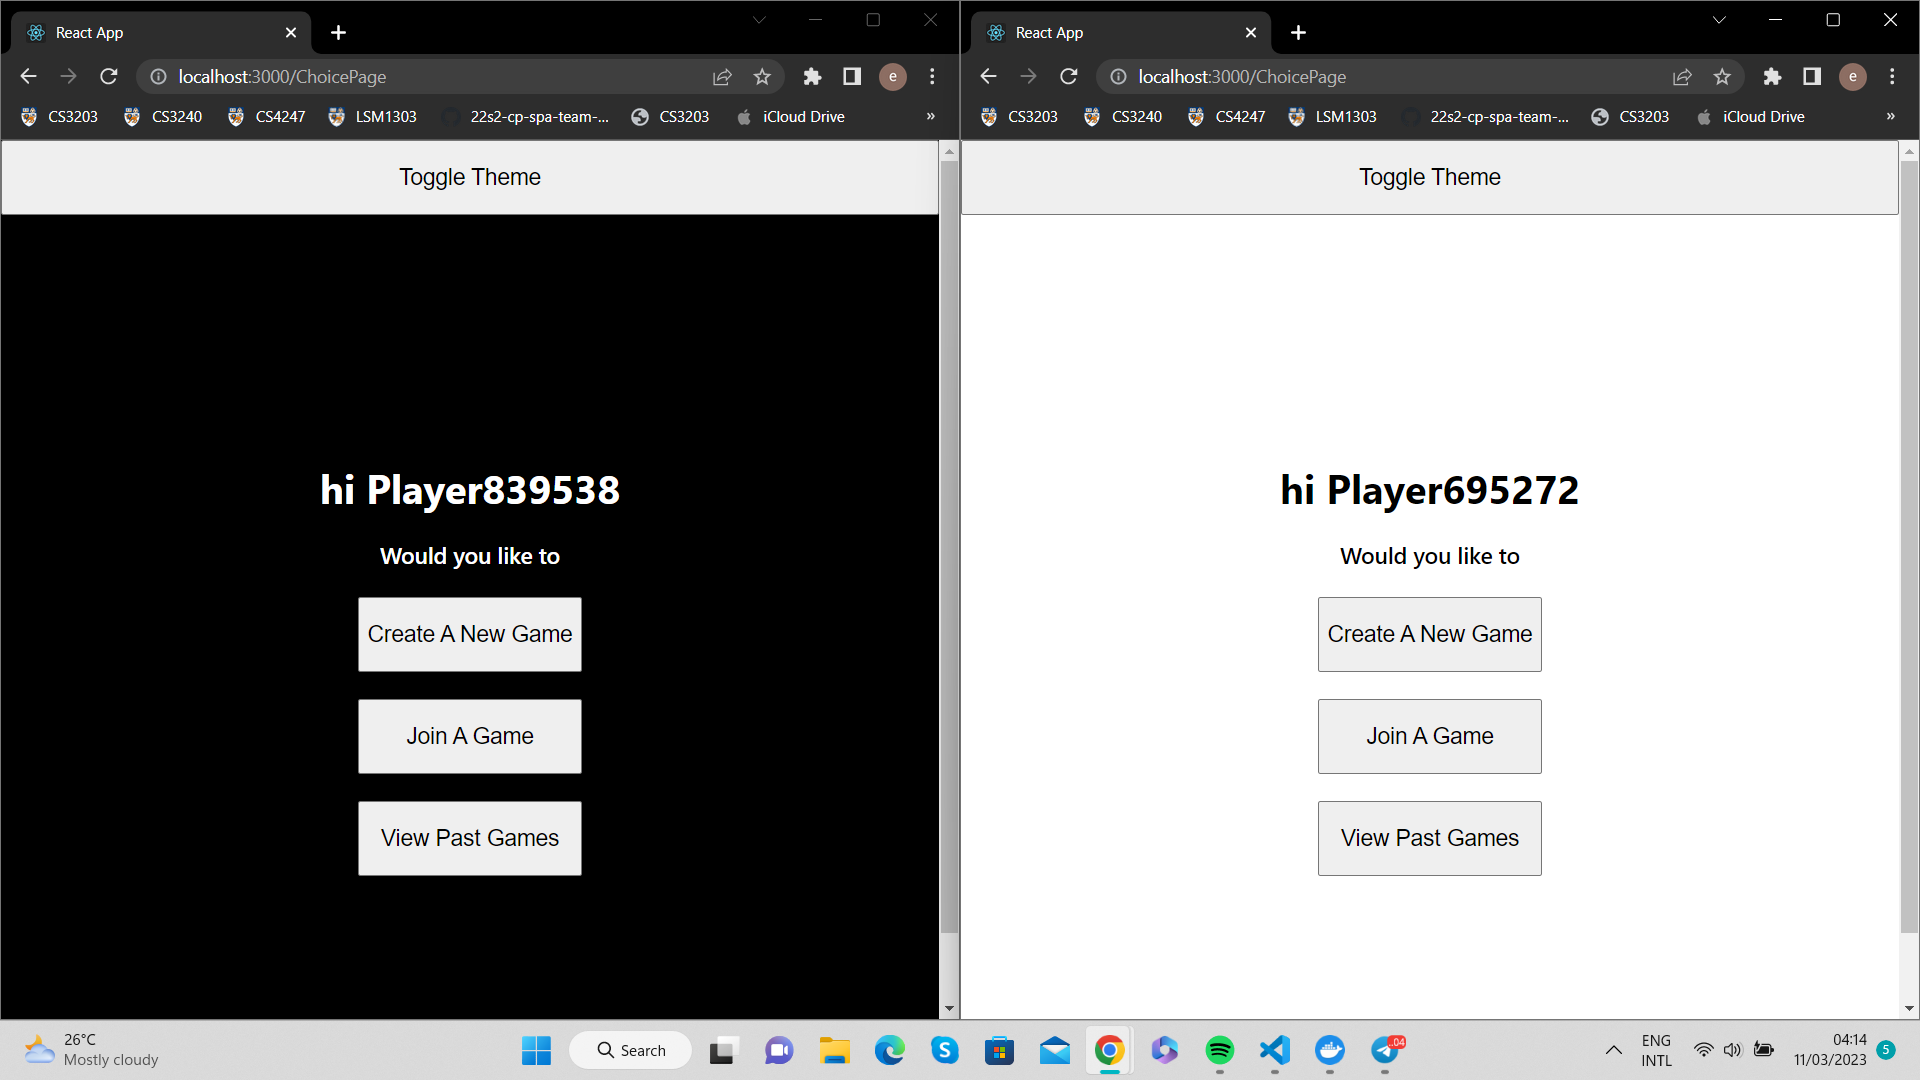 React App
localhost:3000/ChoicePage
e
CS3203
CS3240
CS4247
LSM1303
22s2-cp-spa-team-...
CS3203
iCloud Drive
»
Toggle Theme
hi Player839538
Would you like to
Create A New Game
Join A Game
View Past Games
React App
localhost:3000/ChoicePage
e
CS3203
CS3240
CS4247
LSM1303
22s2-cp-spa-team-...
CS3203
iCloud Drive
»
Toggle Theme
hi Player695272
Would you like to
Create A New Game
Join A Game
View Past Games
26°C
Mostly cloudy
Search
S
..04
ENG
INTL
04:14
11/03/2023
5